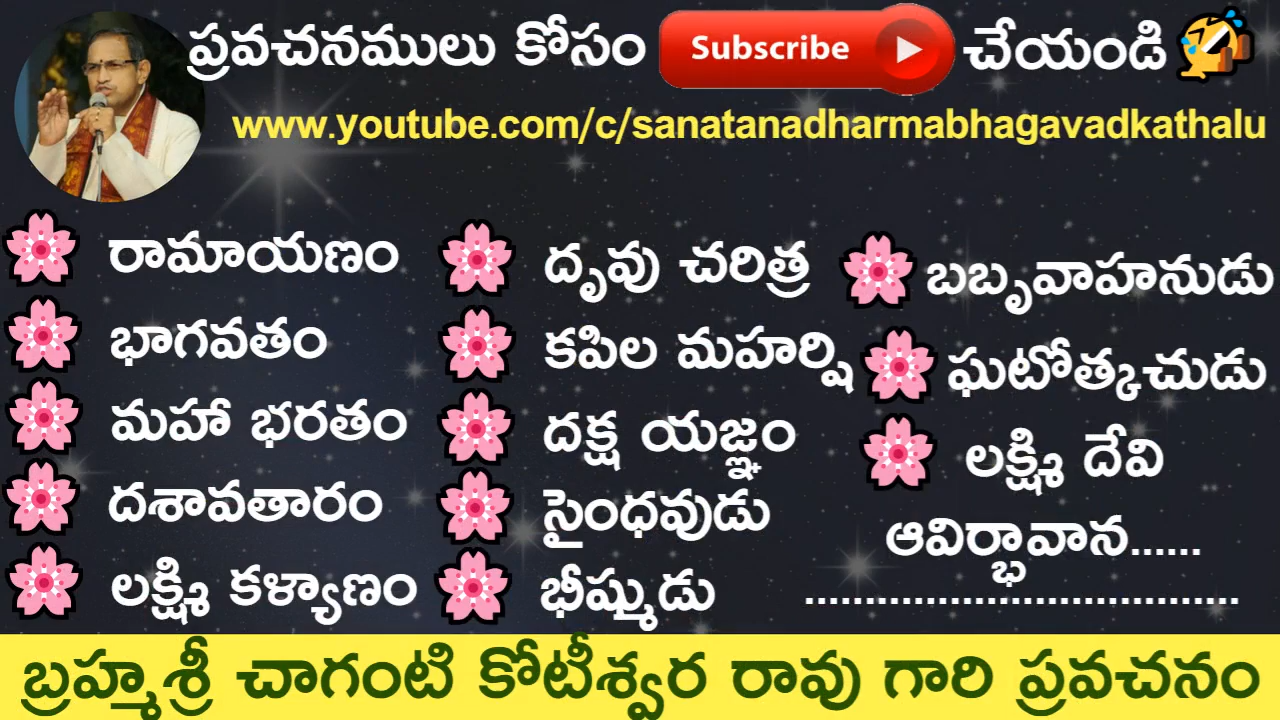 ప్రవచనములు కోసం Subscribe చేయండి
www.youtube.com/c/sanatanadharmabhagavadkathalu
రామాయణం
భాగవతం
మహా భరతం
దశావతారం
లక్ష్మి కళ్యాణం
దృవు చరిత్ర
కపిల మహర్షి
దక్ష యజ్ఞం
సైంధవుడు
భీష్ముడు
బబృవాహనుడు
ఘటోత్కచుడు
లక్ష్మి దేవి
ఆవిర్భావాన......
....................................
బ్రహ్మశ్రీ చాగంటి కోటీశ్వర రావు గారి ప్రవచనం